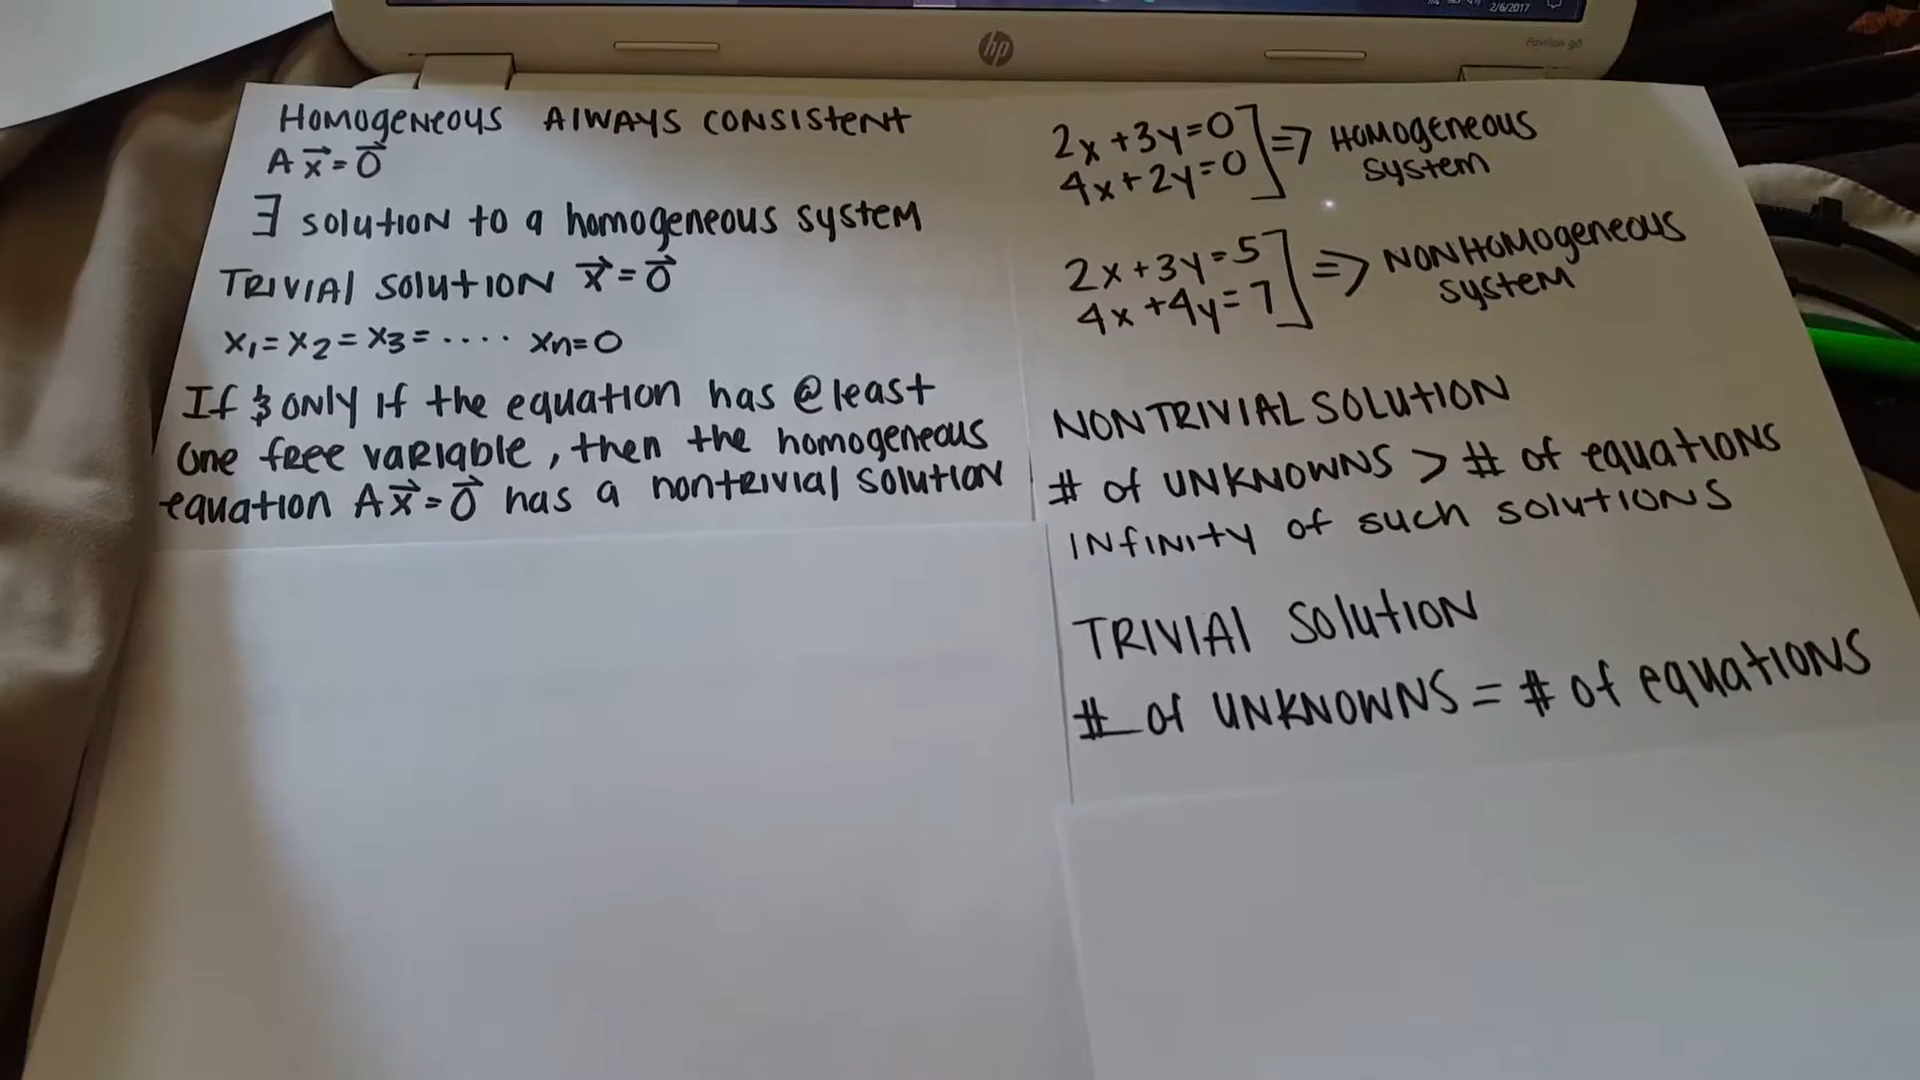 2/6/2017
hp
Pavilion g6
Homogeneous Always consistent
A x⃗ = 0⃗
∃ solution to a homogeneous system
Trivial solution x⃗ = 0⃗
x₁ = x₂ = x₃ = .... xn = 0
If & only if the equation has @ least
one free variable, then the homogeneous
equation A x⃗ = 0⃗ has a nontrivial solution
2x + 3y = 0
4x + 2y = 0 ] ⇒ Homogeneous
system
2x + 3y = 5
4x + 4y = 7 ] ⇒ NonHomogeneous
system
Nontrivial solution
# of unknowns > # of equations
infinity of such solutions
Trivial solution
# of unknowns = # of equations